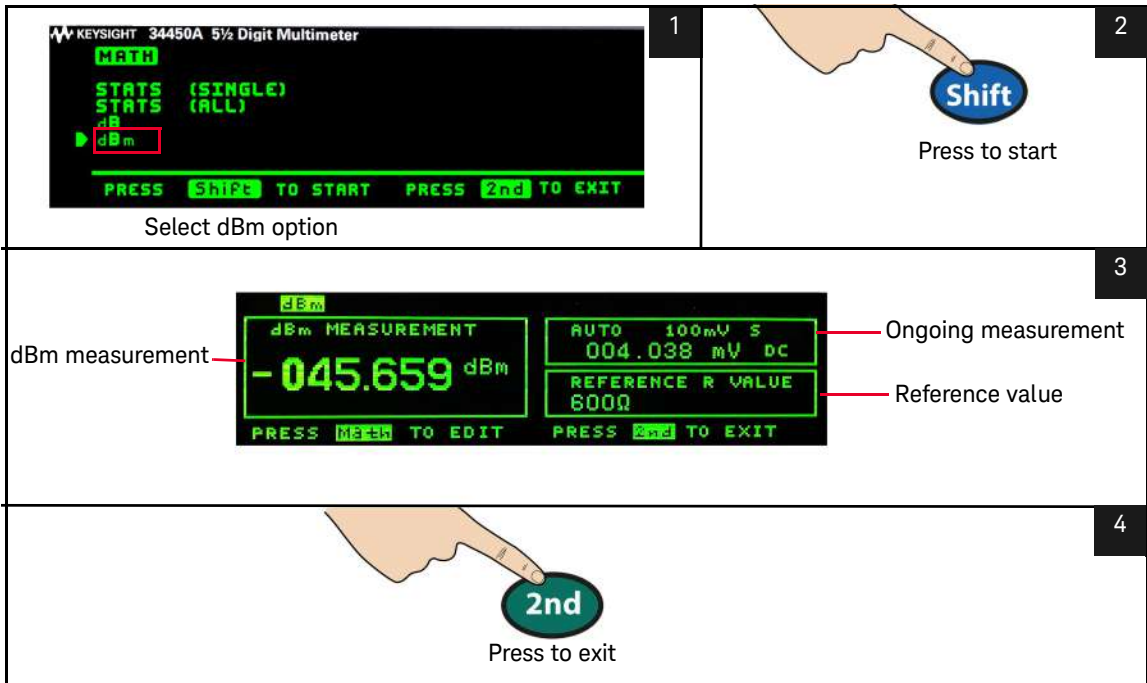 KEYSIGHT 34450A 5½ Digit Multimeter
1
MATH
STATS (SINGLE)
STATS (ALL)
dB
dBm
PRESS Shift TO START PRESS 2nd TO EXIT
Select dBm option
2
Shift
Press to start
3
dBm
dBm MEASUREMENT
-045.659 dBm
AUTO 100mV S
004.038 mV DC
REFERENCE R VALUE
600Ω
PRESS Math TO EDIT PRESS 2nd TO EXIT
dBm measurement
Ongoing measurement
Reference value
4
2nd
Press to exit